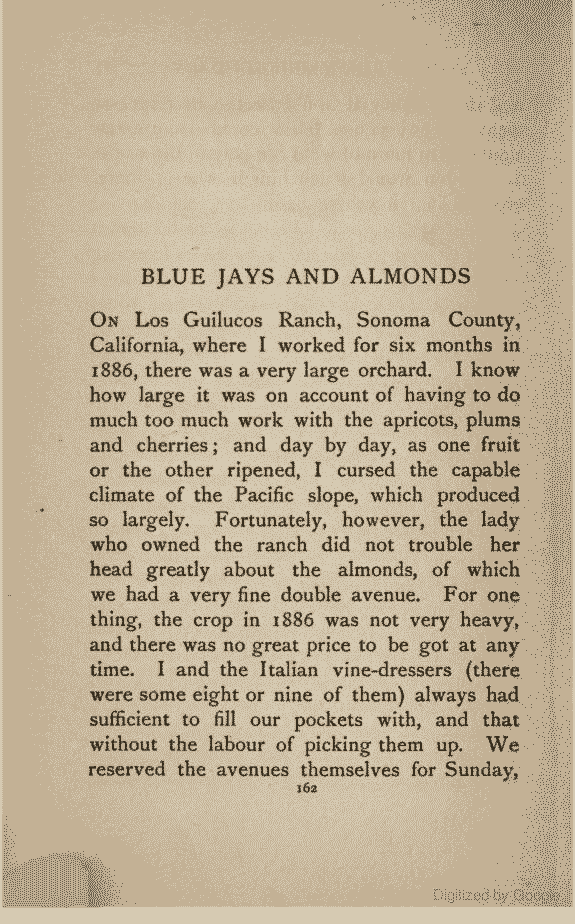 BLUE JAYS AND ALMONDS
On Los Guilucos Ranch, Sonoma County,
California, where I worked for six months in
1886, there was a very large orchard. I know
how large it was on account of having to do
much too much work with the apricots, plums
and cherries; and day by day, as one fruit
or the other ripened, I cursed the capable
climate of the Pacific slope, which produced
so largely. Fortunately, however, the lady
who owned the ranch did not trouble her
head greatly about the almonds, of which
we had a very fine double avenue. For one
thing, the crop in 1886 was not very heavy,
and there was no great price to be got at any
time. I and the Italian vine-dressers (there
were some eight or nine of them) always had
sufficient to fill our pockets with, and that
without the labour of picking them up. We
reserved the avenues themselves for Sunday,
162
Digitized by Google